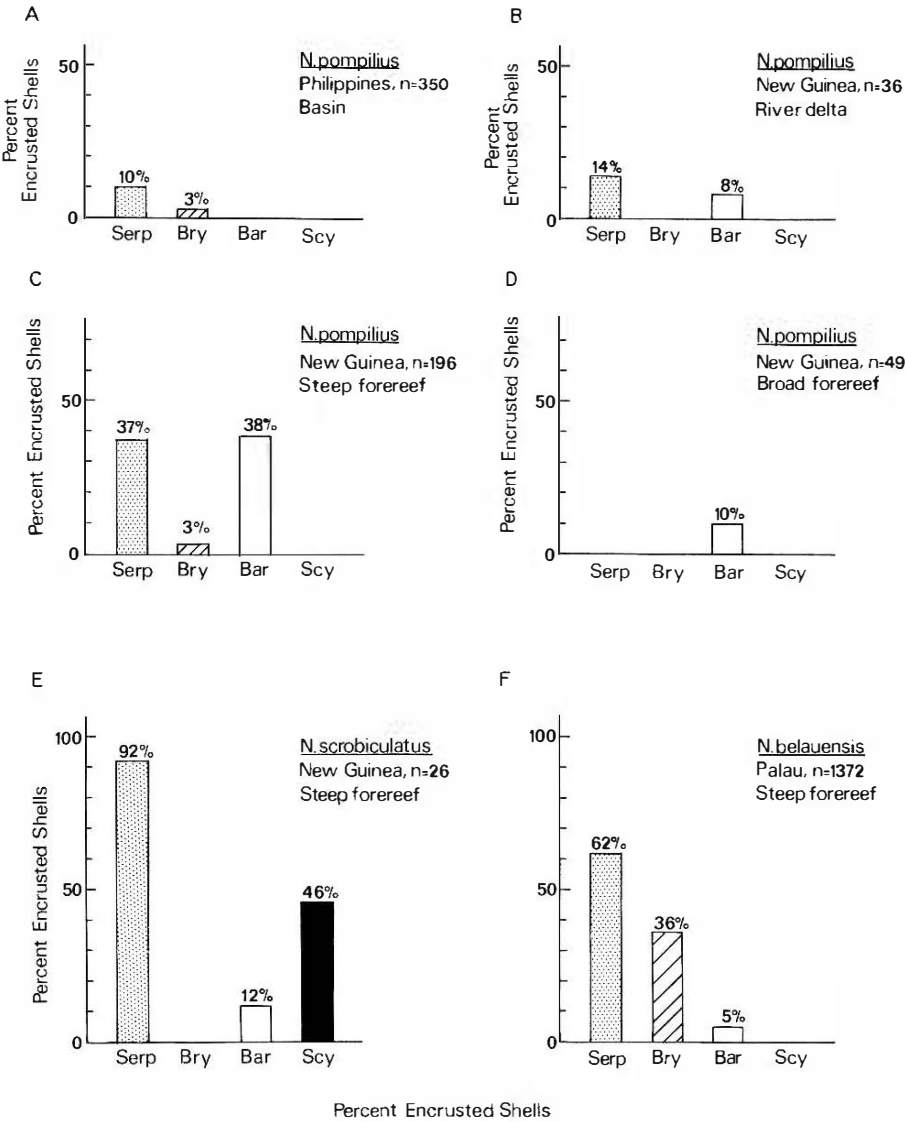 A
Percent
Encrusted Shells
50
0
10%
3%
Serp Bry Bar Scy
N.pompilius
Philippines, n=350
Basin
B
Percent
Encrusted Shells
50
0
14%
8%
Serp Bry Bar Scy
N.pompilius
New Guinea, n=36
River delta
C
Percent Encrusted Shells
50
0
37%
3%
38%
Serp Bry Bar Scy
N.pompilius
New Guinea, n=196
Steep forereef
D
Percent Encrusted Shells
50
0
10%
Serp Bry Bar Scy
N.pompilius
New Guinea, n=49
Broad forereef
E
Percent Encrusted Shells
100
50
0
92%
12%
46%
Serp Bry Bar Scy
N.scrobiculatus
New Guinea, n=26
Steep forereef
F
100
50
0
62%
36%
5%
Serp Bry Bar Scy
N.belauensis
Palau, n=1372
Steep forereef
Percent Encrusted Shells